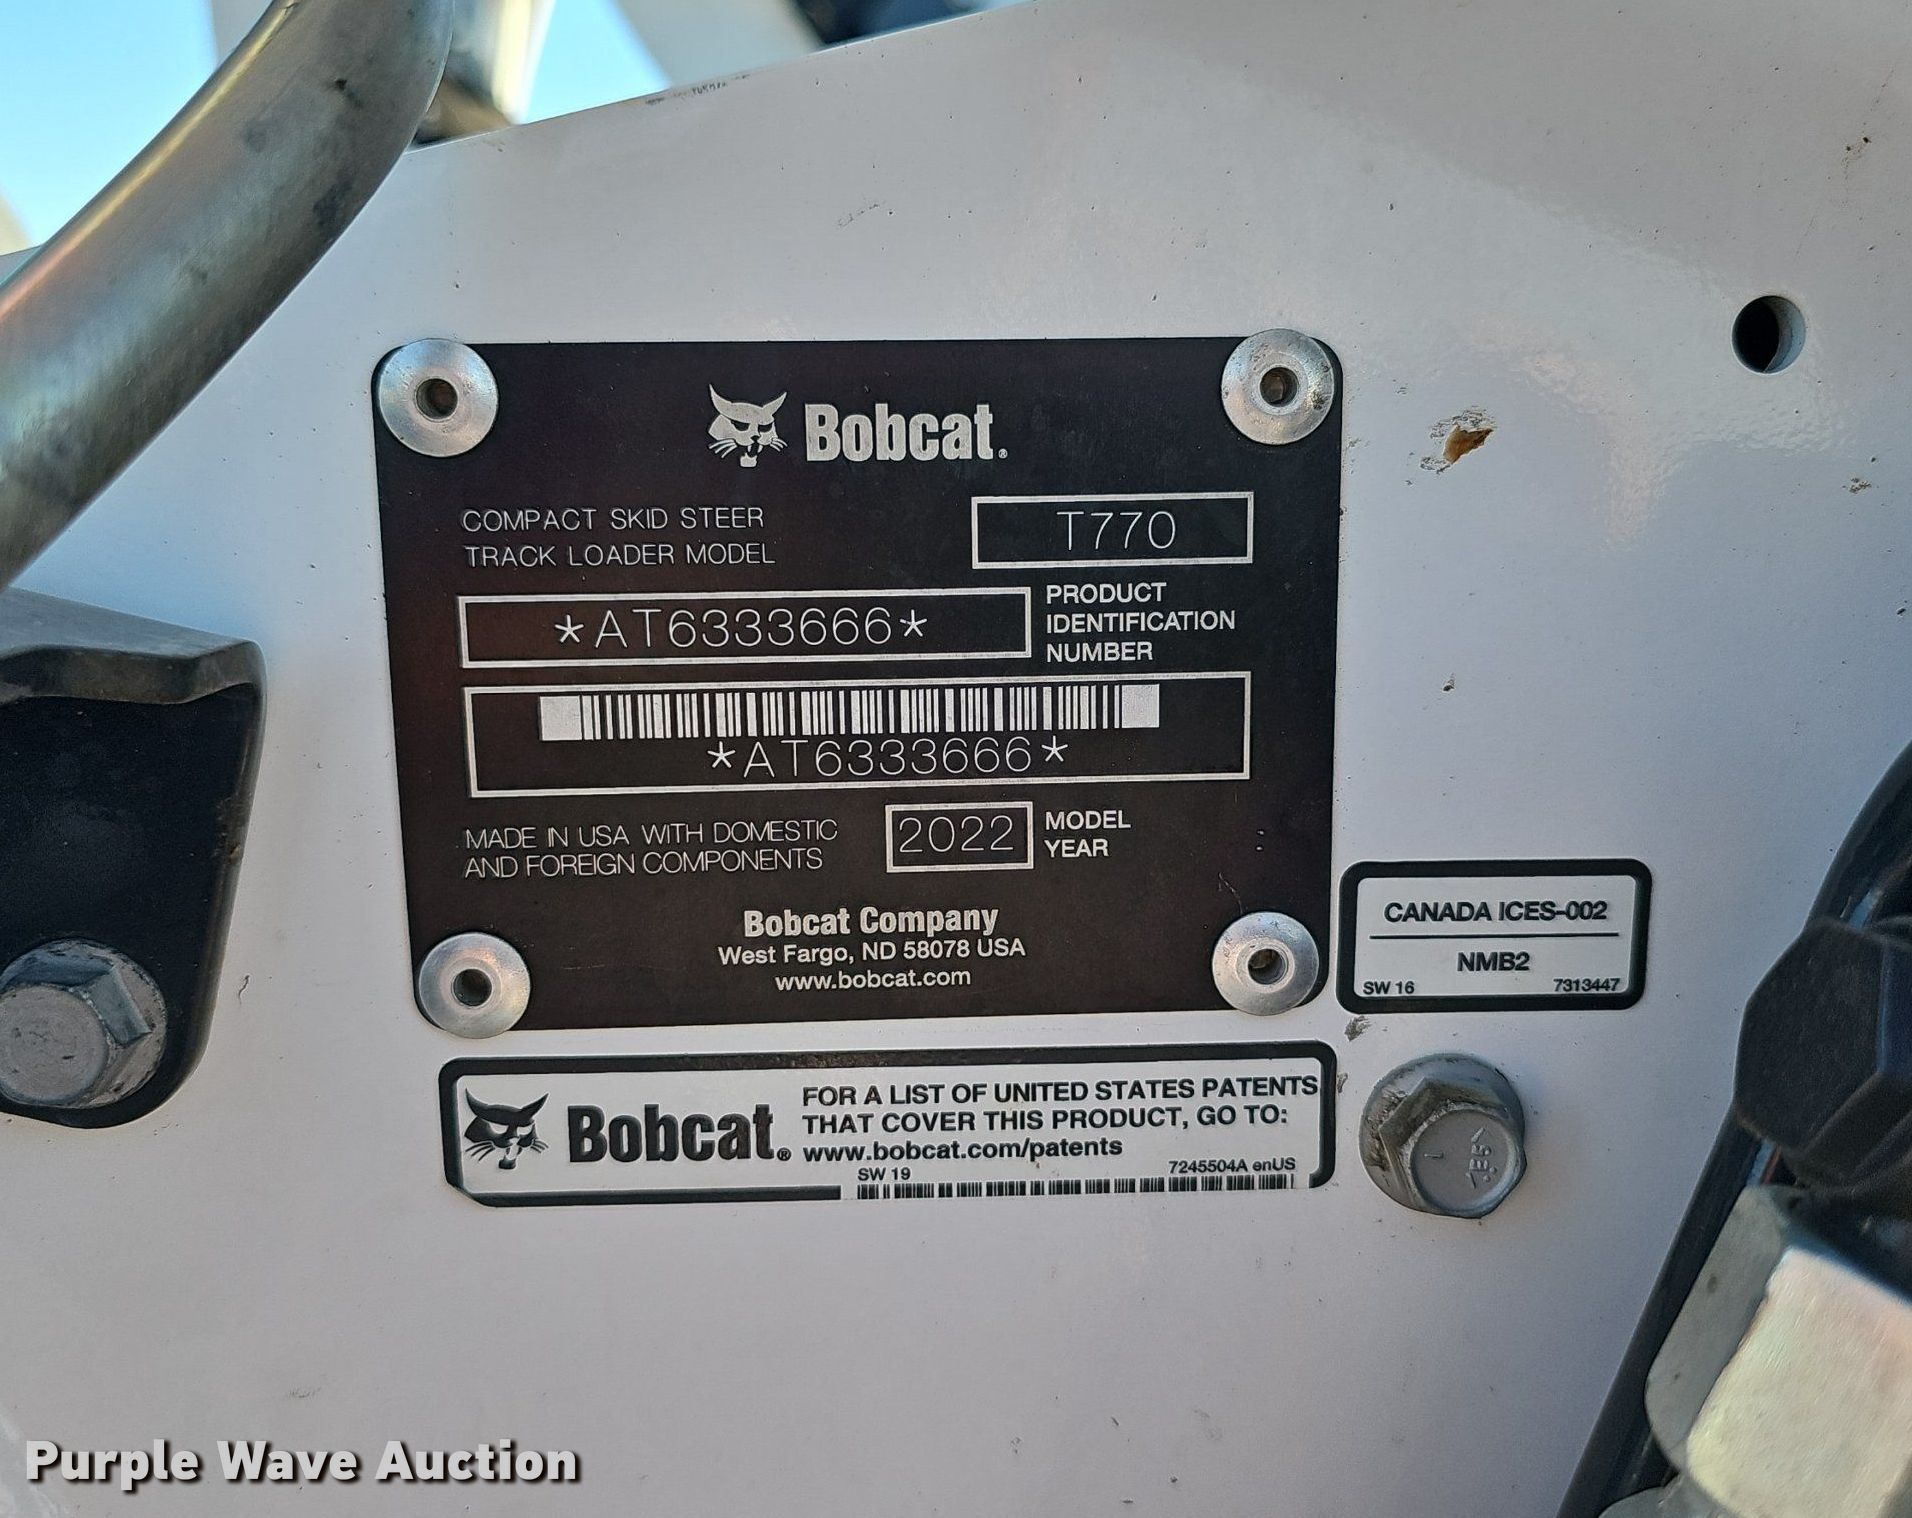 Bobcat®
COMPACT SKID STEER
TRACK LOADER MODEL
T770
*AT6333666*
PRODUCT
IDENTIFICATION
NUMBER
*AT6333666*
MADE IN USA WITH DOMESTIC
AND FOREIGN COMPONENTS
2022
MODEL
YEAR
Bobcat Company
West Fargo, ND 58078 USA
www.bobcat.com
CANADA ICES-002
NMB2
SW 16 7313447
Bobcat®
FOR A LIST OF UNITED STATES PATENTS
THAT COVER THIS PRODUCT, GO TO:
www.bobcat.com/patents
SW 19 7245504A enUS
Purple Wave Auction